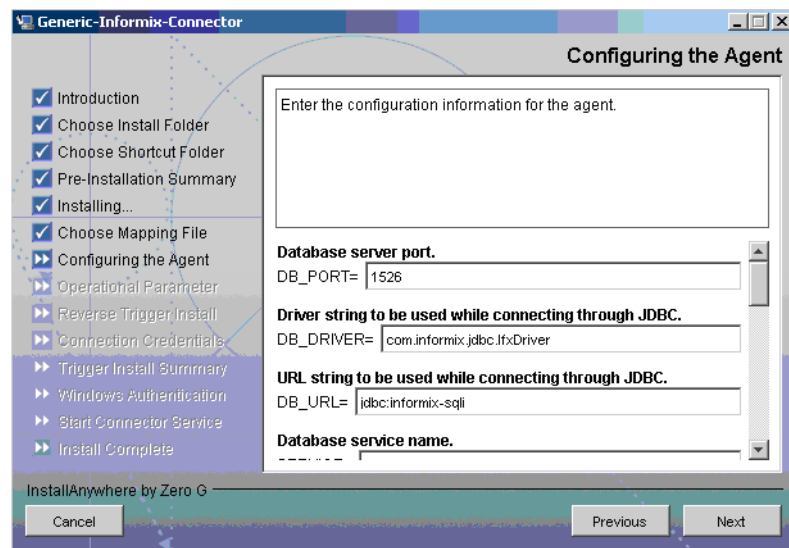 Generic-Informix-Connector
Configuring the Agent
Introduction
Choose Install Folder
Choose Shortcut Folder
Pre-Installation Summary
Installing...
Choose Mapping File
Configuring the Agent
Operational Parameter
Reverse Trigger Install
Connection Credentials
Trigger Install Summary
Windows Authentication
Start Connector Service
Install Complete
Enter the configuration information for the agent.
Database server port.
DB_PORT= 1526
Driver string to be used while connecting through JDBC.
DB_DRIVER= com.informix.jdbc.IfxDriver
URL string to be used while connecting through JDBC.
DB_URL= jdbc:informix-sqli
Database service name.
InstallAnywhere by Zero G
Cancel
Previous
Next